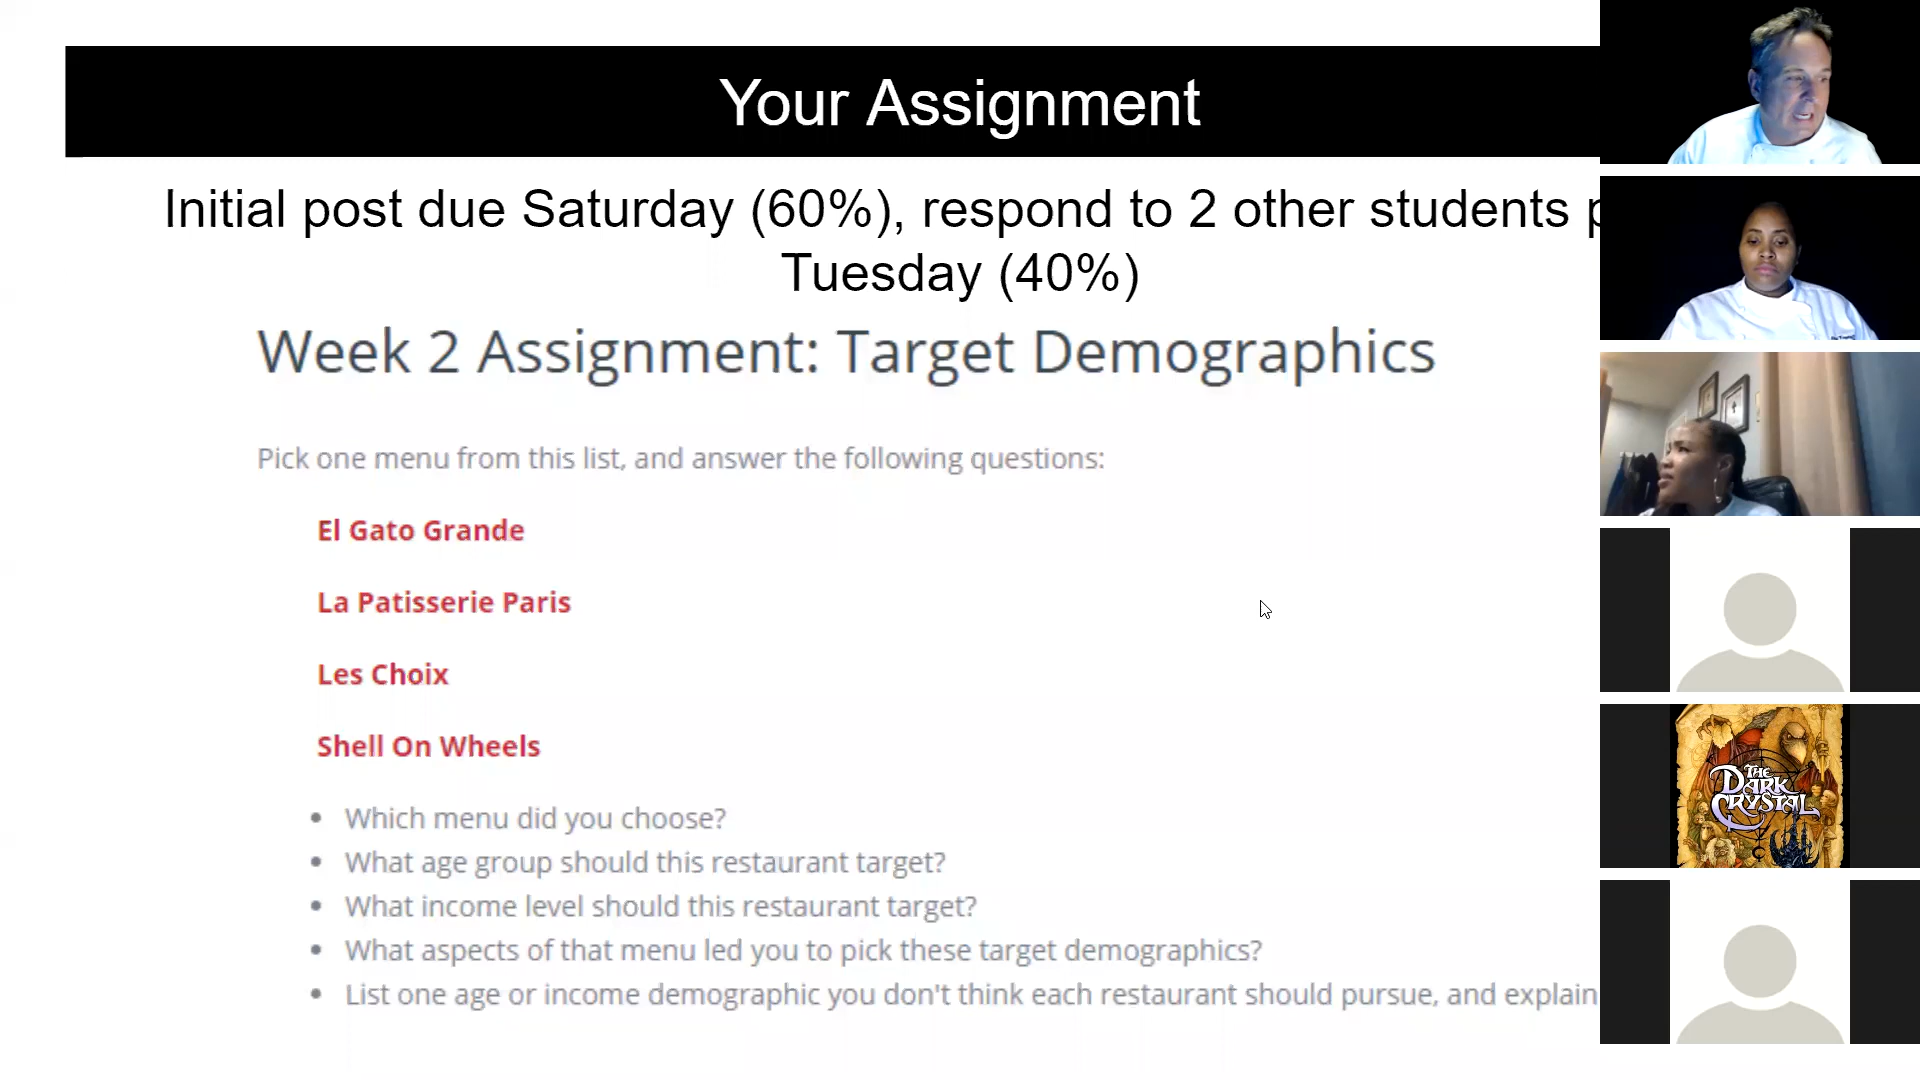 Your Assignment
Initial post due Saturday (60%), respond to 2 other students
Tuesday (40%)
Week 2 Assignment: Target Demographics
Pick one menu from this list, and answer the following questions:
El Gato Grande
La Patisserie Paris
Les Choix
Shell On Wheels
• Which menu did you choose?
• What age group should this restaurant target?
• What income level should this restaurant target?
• What aspects of that menu led you to pick these target demographics?
• List one age or income demographic you don't think each restaurant should pursue, and explain
THE
DARK
CRYSTAL